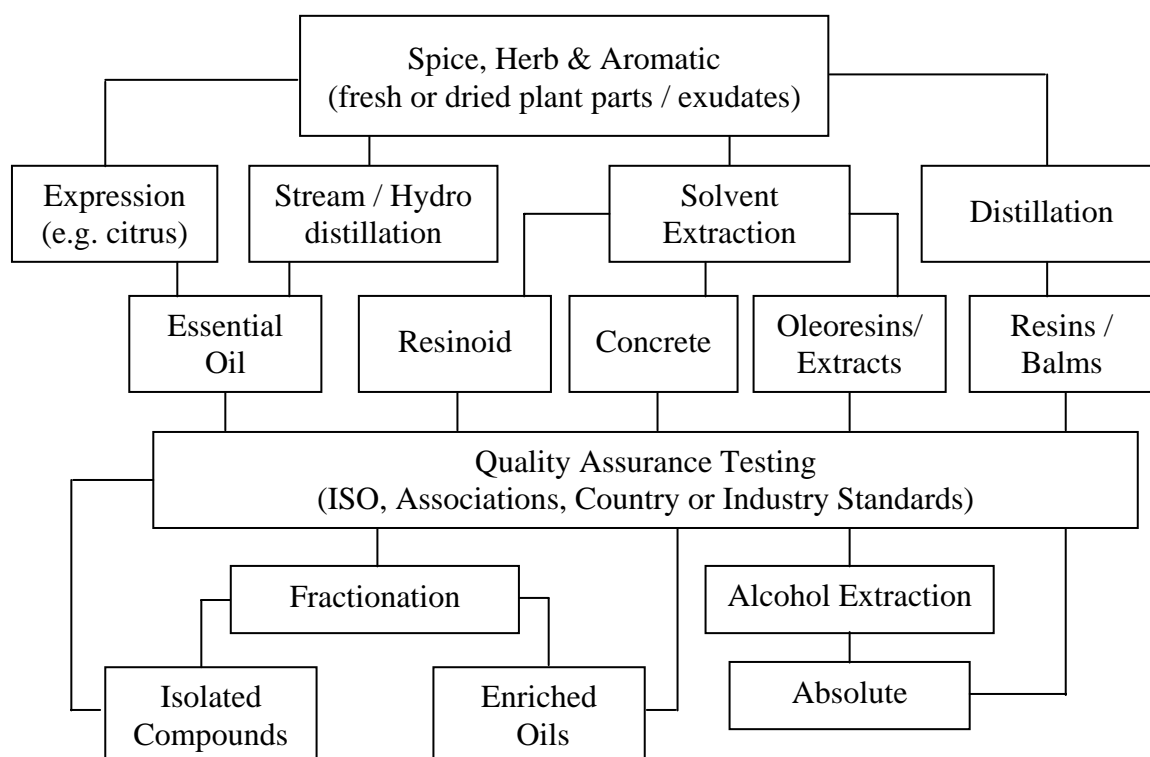 Spice, Herb & Aromatic
(fresh or dried plant parts / exudates)
Expression
(e.g. citrus)
Stream / Hydro
distillation
Solvent
Extraction
Distillation
Essential
Oil
Resinoid
Concrete
Oleoresins/
Extracts
Resins /
Balms
Quality Assurance Testing
(ISO, Associations, Country or Industry Standards)
Fractionation
Alcohol Extraction
Isolated
Compounds
Enriched
Oils
Absolute